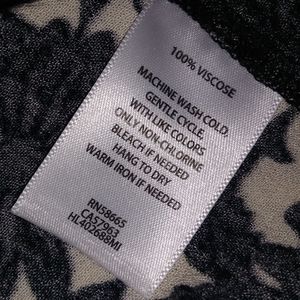 100% VISCOSE
MACHINE WASH COLD.
GENTLE CYCLE.
WITH LIKE COLORS
ONLY NON-CHLORINE
BLEACH IF NEEDED
HANG TO DRY
WARM IRON IF NEEDED
RN58665
CA57963
HL402688MI